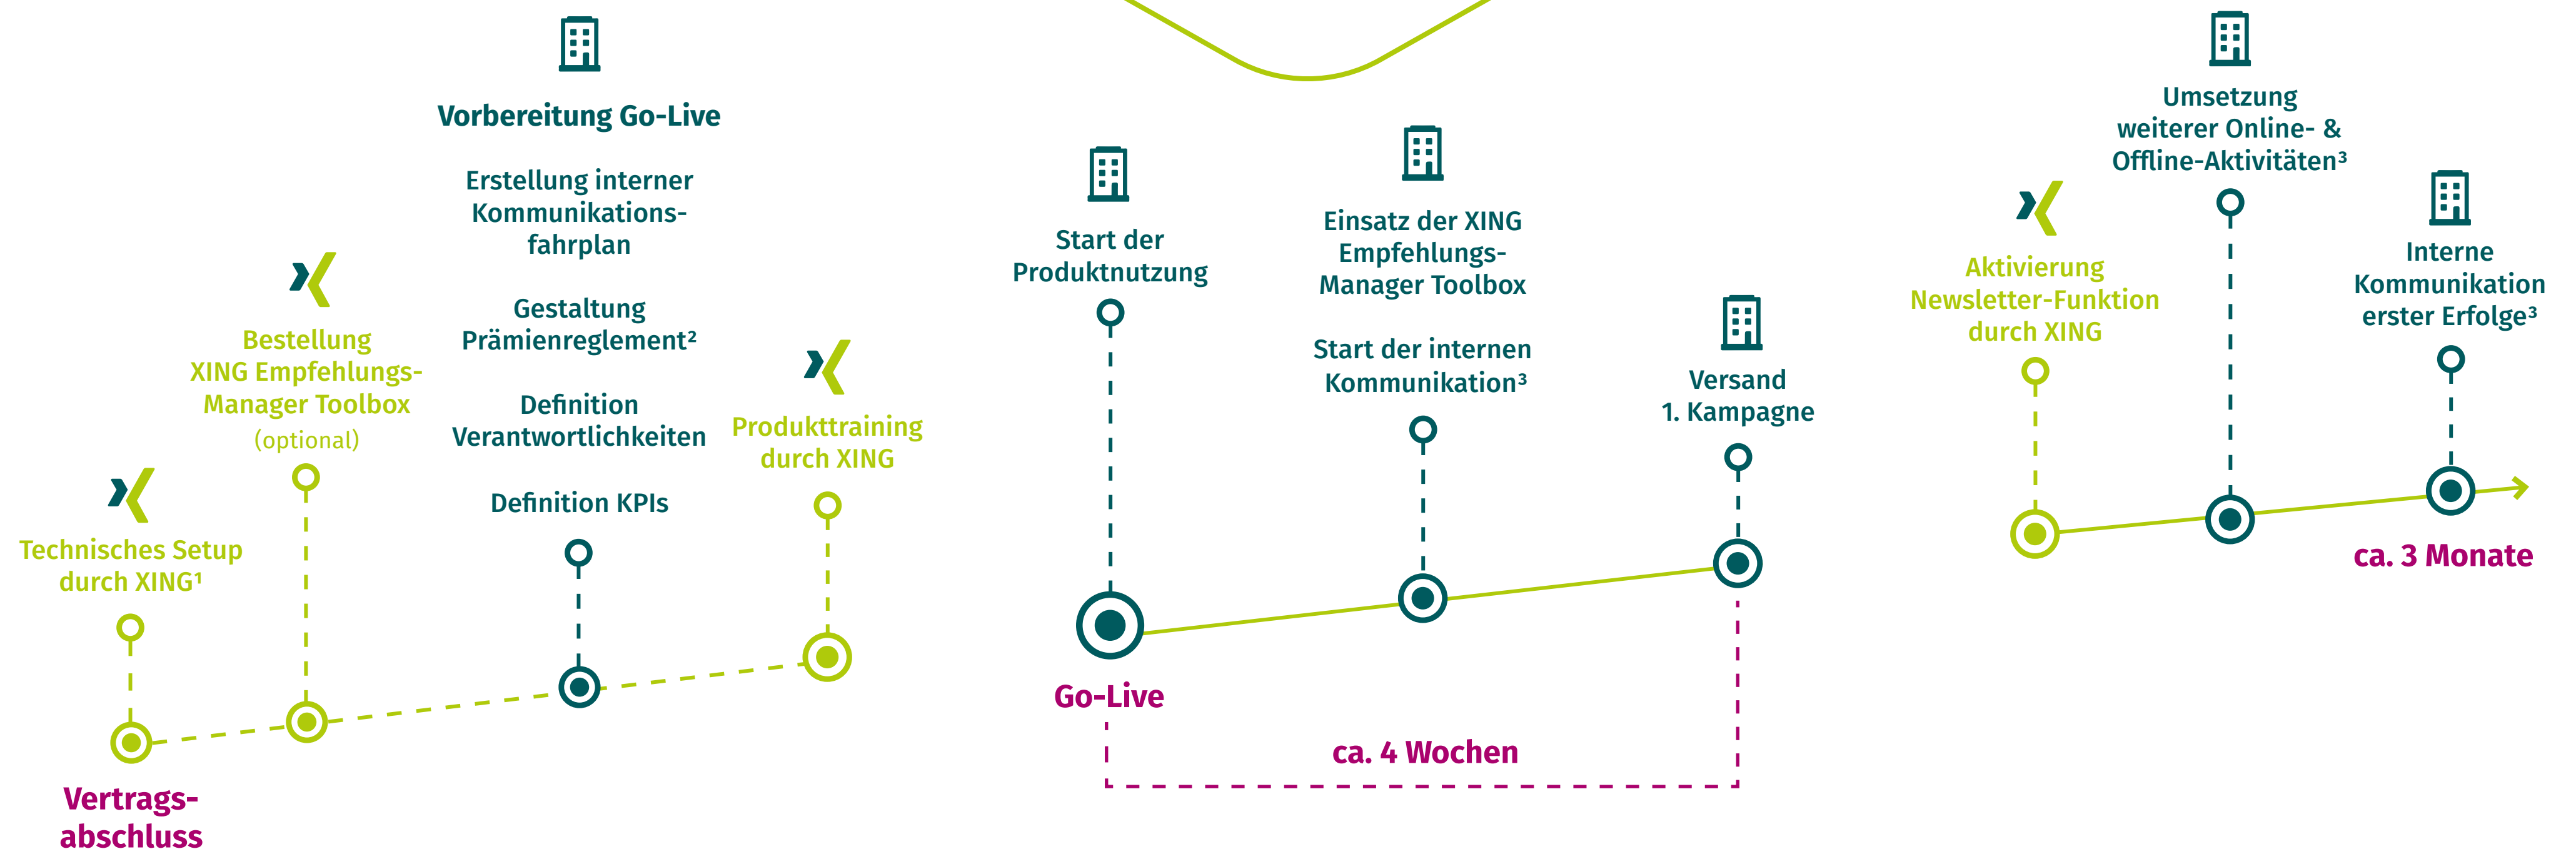 Technisches Setup
durch XING¹
Vertrags-
abschluss
Bestellung
XING Empfehlungs-
Manager Toolbox
(optional)
Vorbereitung Go-Live
Erstellung interner
Kommunikations-
fahrplan
Gestaltung
Prämienreglement²
Definition
Verantwortlichkeiten
Definition KPIs
Produkttraining
durch XING
Start der
Produktnutzung
Go-Live
Einsatz der XING
Empfehlungs-
Manager Toolbox
Start der internen
Kommunikation³
ca. 4 Wochen
Versand
1. Kampagne
Aktivierung
Newsletter-Funktion
durch XING
Umsetzung
weiterer Online- &
Offline-Aktivitäten³
Interne
Kommunikation
erster Erfolge³
ca. 3 Monate